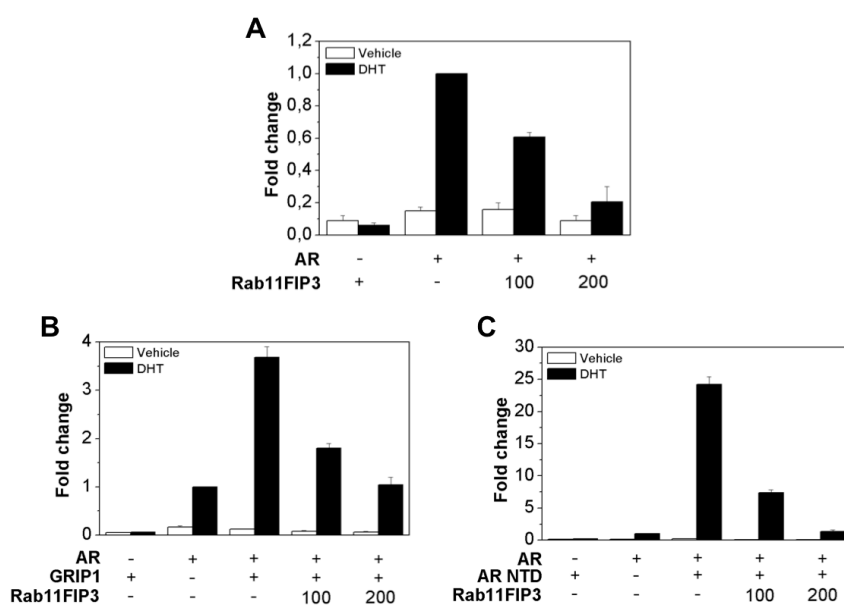 A
1,2
1,0
0,8
0,6
0,4
0,2
0,0
Fold change
Vehicle
DHT
AR - + + +
Rab11FIP3 + - 100 200
B
4
3
2
1
0
Fold change
Vehicle
DHT
AR - + + + +
GRIP1 + - + + +
Rab11FIP3 - - - 100 200
C
30
25
20
15
10
5
0
Fold change
Vehicle
DHT
AR - + + + +
AR NTD + - + + +
Rab11FIP3 - - - 100 200